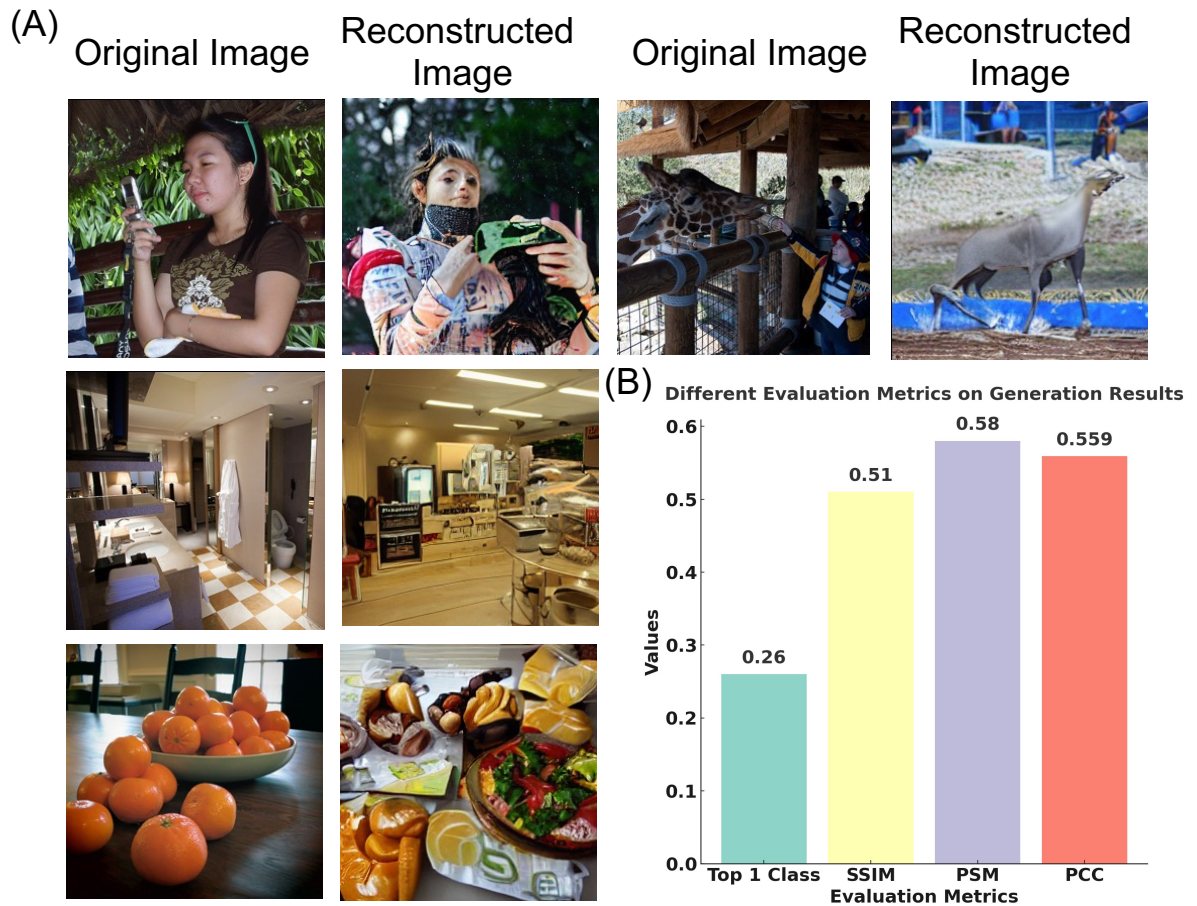 (A)
Original Image
Reconstructed
Image
Original Image
Reconstructed
Image
(B)
Different Evaluation Metrics on Generation Results
Values
0.6
0.5
0.4
0.3
0.2
0.1
0.0
0.26
0.51
0.58
0.559
Top 1 Class
SSIM
PSM
PCC
Evaluation Metrics